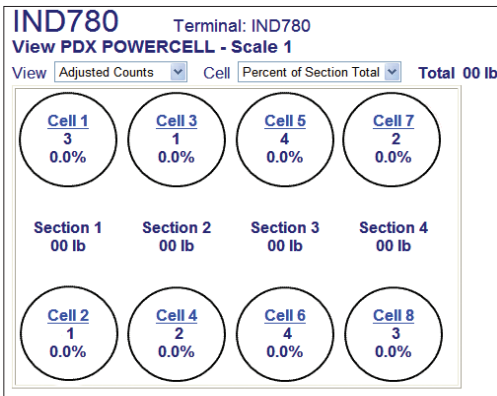 IND780 Terminal: IND780
View PDX POWERCELL - Scale 1
View Adjusted Counts Cell Percent of Section Total Total 00 lb
Cell 1 Cell 3 Cell 5 Cell 7
3 1 4 2
0.0% 0.0% 0.0% 0.0%
Section 1 Section 2 Section 3 Section 4
00 lb 00 lb 00 lb 00 lb
Cell 2 Cell 4 Cell 6 Cell 8
1 2 4 3
0.0% 0.0% 0.0% 0.0%